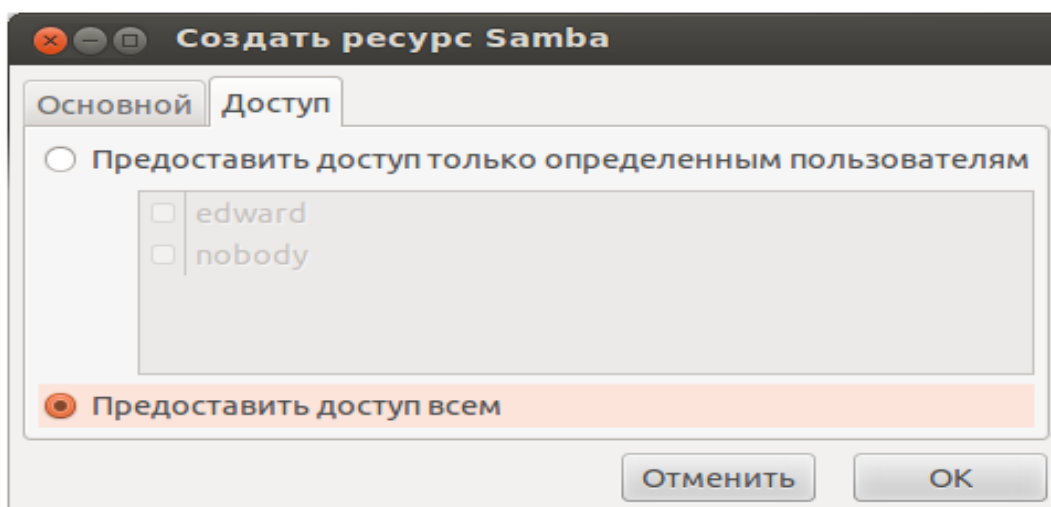 Создать ресурс Samba
Основной Доступ
Предоставить доступ только определенным пользователям
edward
nobody
Предоставить доступ всем
Отменить OK